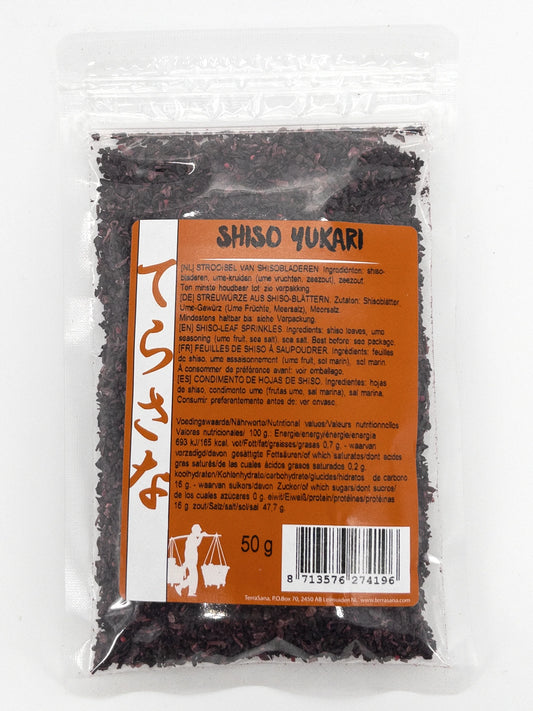 SHISO YUKARI
てらさな
[NL] STROOISEL VAN SHISOBLADEREN. Ingrediënten: shiso-
bladeren, ume-kruiden (ume vruchten, zeezout), zeezout.
Ten minste houdbaar tot: zie verpakking.
[DE] STREUWÜRZE AUS SHISO-BLÄTTERN. Zutaten: Shisoblätter,
Ume-Gewürz (Ume Früchte, Meersalz), Meersalz.
Mindestens haltbar bis siehe Verpackung.
[EN] SHISO-LEAF SPRINKLES. Ingredients: shiso leaves, ume
seasoning (ume fruit, sea salt), sea salt. Best before: see package.
[FR] FEUILLES DE SHISO À SAUPOUDRER. Ingrédients: feuilles
de shiso, ume assaisonnement (ume fruit, sol marin), sol marin.
À consommer de préférence avant: voir emballage.
[ES] CONDIMENTO DE HOJAS DE SHISO. Ingredientes: hojas
de shiso, condimento ume [frutas ume, sal marina), sal marina.
Consumir preferentemente antes de: ver envase.
Voedingswaarde/Nährwerte/Nutritional values/Valeurs nutritionnelles/
Valores nutricionales/ 100 g.: Energie/energy/énergie/energía
693 kJ/165 kcal, vet/Fett/fat/graisses/grasas 0,7 g, - waarvan
verzadigd/davon gesättigte Fettsäuren/of which saturates/dont acides
gras saturés/de las cuales ácidos grasos saturados 0,2 g,
koolhydraten/Kohlenhydrate/carbohydrate/glucides/hidratos de carbono
16 g, - waarvan suikers/davon Zucker/of which sugars/dont sucres/
de los cuales azúcares 0 g, eiwit/Eiweiß/protein/protéines/protéines
16 g, zout/Salz/salt/sol/sal 47,7 g.
50 g
8 713576 274196
TerraSana, P.O.Box 70, 2450 AB Leimuiden NL. www.terrasana.com